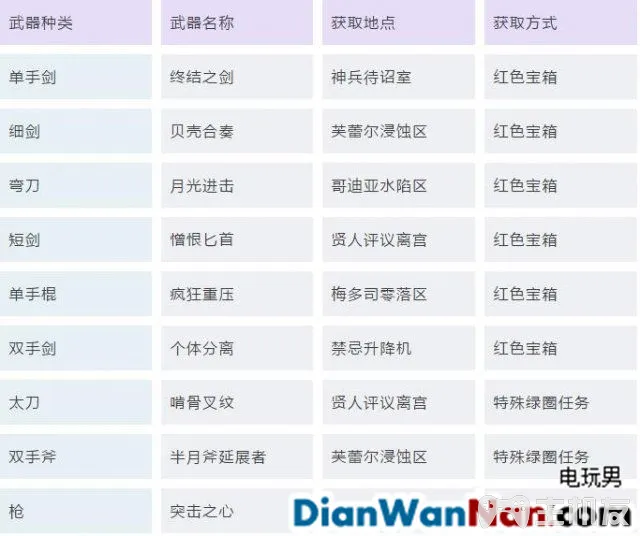 武器种类 武器名称 获取地点 获取方式
单手剑 终结之剑 神兵待诏室 红色宝箱
细剑 贝壳合奏 芙蕾尔浸蚀区 红色宝箱
弯刀 月光进击 哥迪亚水陷区 红色宝箱
短剑 憎恨匕首 贤人评议离宫 红色宝箱
单手棍 疯狂重压 梅多司零落区 红色宝箱
双手剑 个体分离 禁忌升降机 红色宝箱
太刀 啃骨叉纹 贤人评议离宫 特殊绿圈任务
双手斧 半月斧延展者 芙蕾尔浸蚀区 特殊绿圈任务
电玩男
枪 突击之心
DianWanNan.com